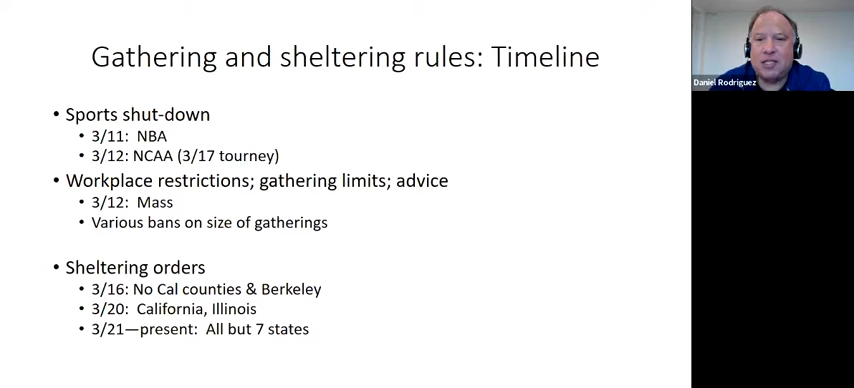 Gathering and sheltering rules: Timeline
Daniel Rodriguez
• Sports shut-down
• 3/11: NBA
• 3/12: NCAA (3/17 tourney)
• Workplace restrictions; gathering limits; advice
• 3/12: Mass
• Various bans on size of gatherings
• Sheltering orders
• 3/16: No Cal counties & Berkeley
• 3/20: California, Illinois
• 3/21—present: All but 7 states